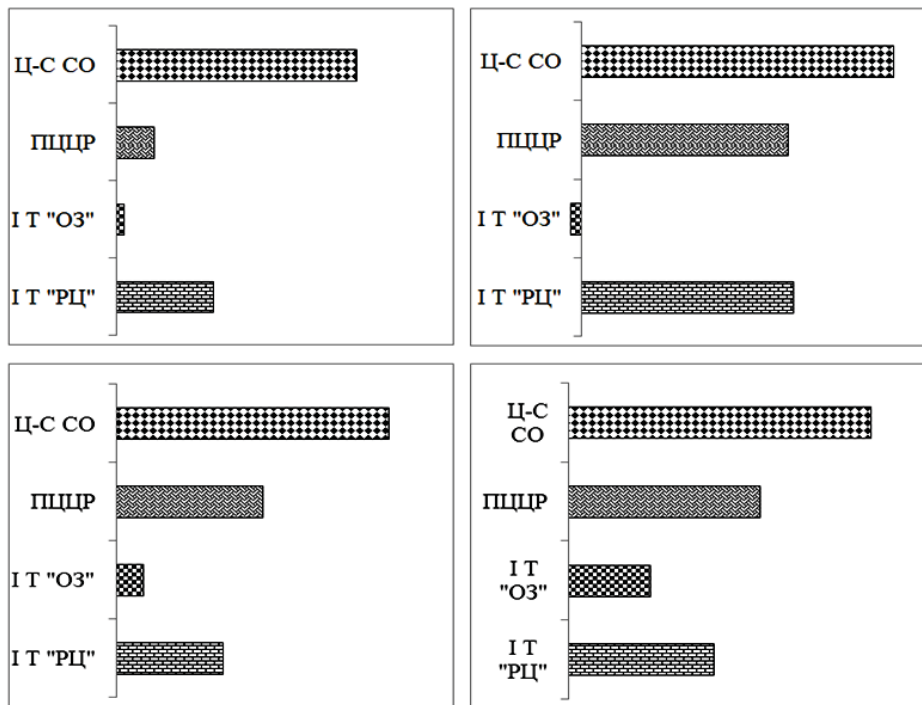 Ц-С СО
ПЦЦР
І Т "ОЗ"
І Т "РЦ"
Ц-С СО
ПЦЦР
І Т "ОЗ"
І Т "РЦ"
Ц-С СО
ПЦЦР
І Т "ОЗ"
І Т "РЦ"
Ц-С
СО
ПЦЦР
І Т
"ОЗ"
І Т
"РЦ"